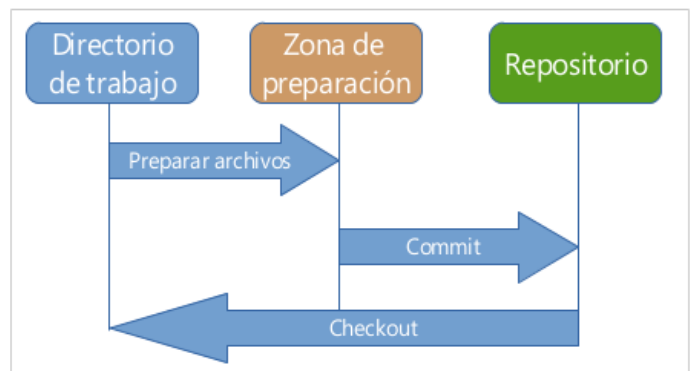 Directorio
de trabajo
Zona de
preparación
Repositorio
Preparar archivos
Commit
Checkout